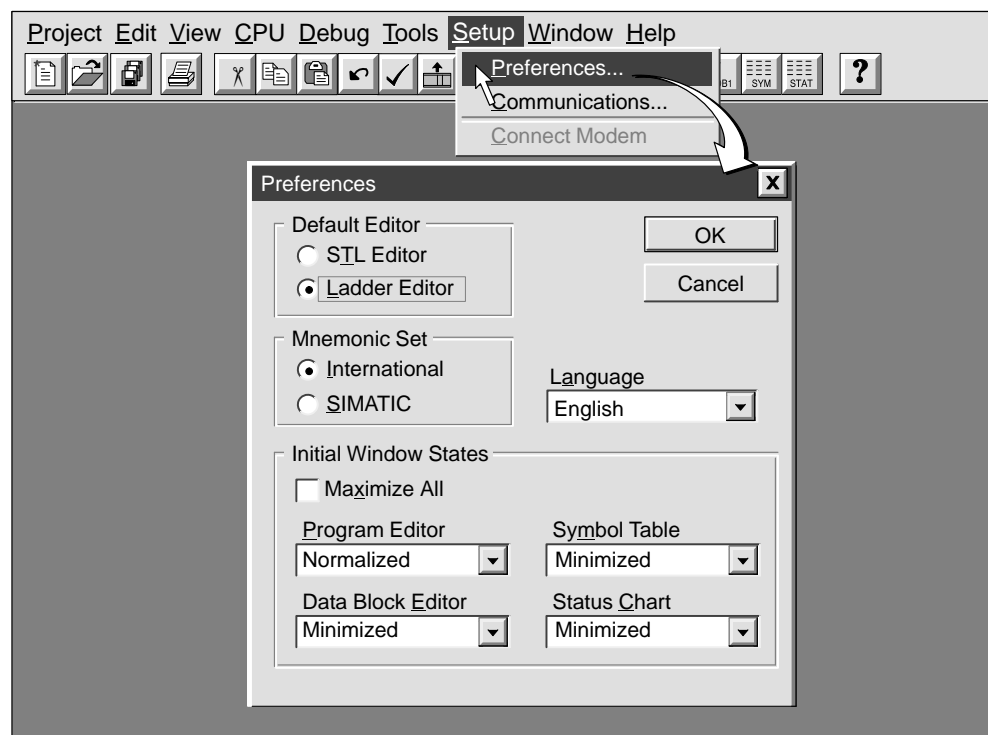 Project Edit View CPU Debug Tools Setup Window Help
Preferences...
B1 SYM STAT ?
Communications...
Connect Modem
Preferences X
Default Editor
STL Editor
Ladder Editor
OK
Cancel
Mnemonic Set
International
SIMATIC
Language
English
Initial Window States
Maximize All
Program Editor
Normalized
Symbol Table
Minimized
Data Block Editor
Minimized
Status Chart
Minimized